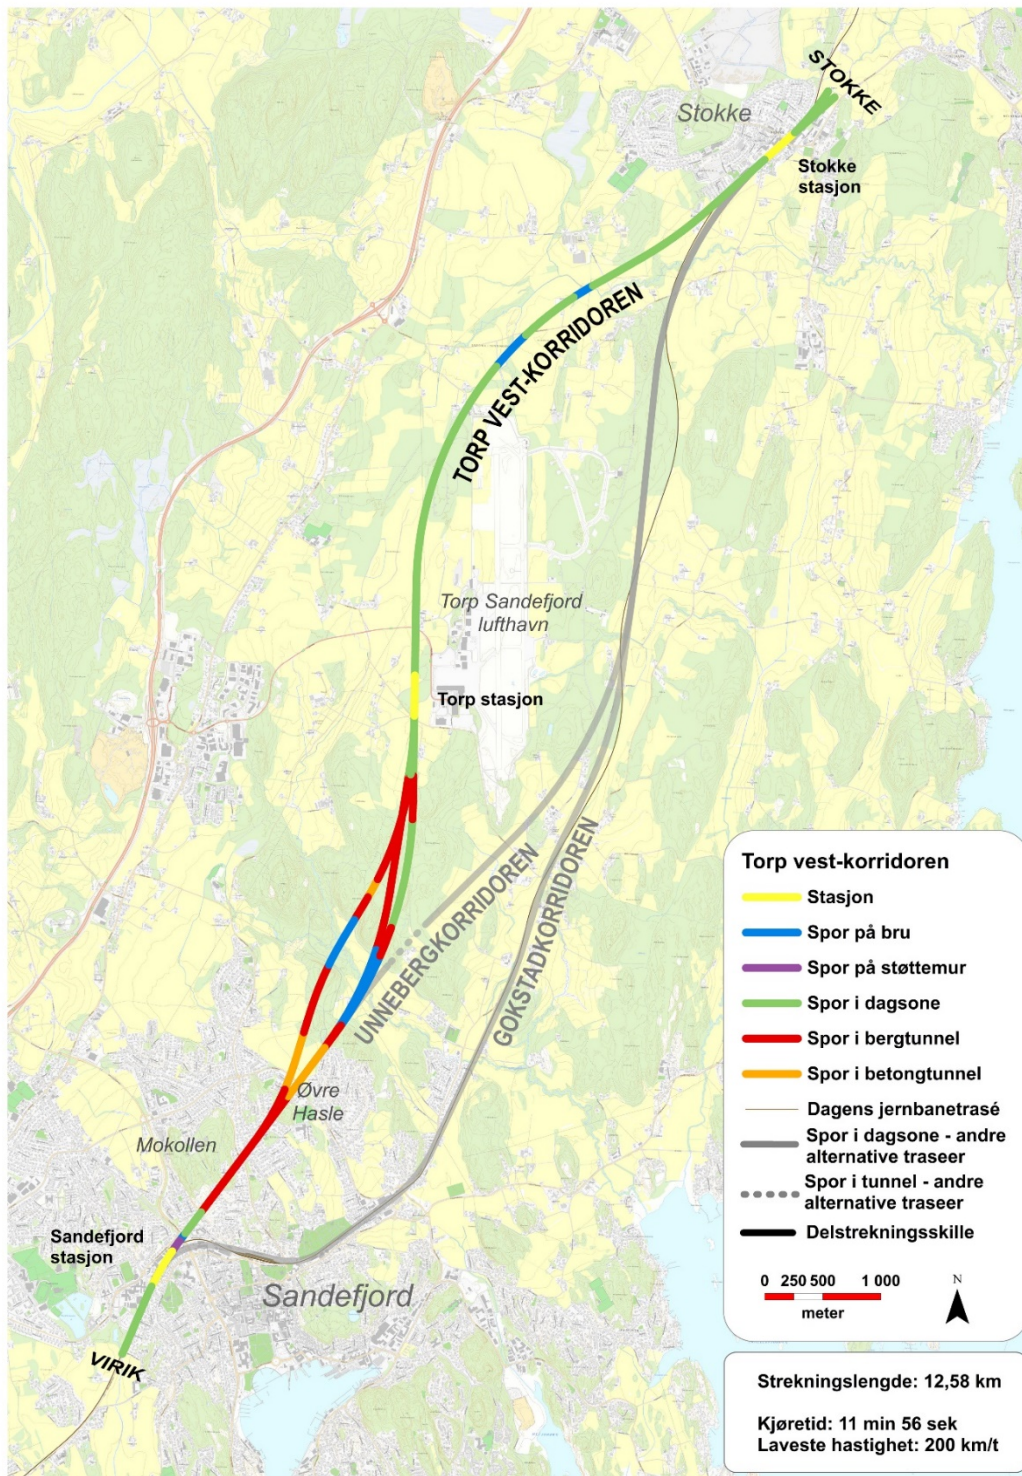 STOKKE
Stokke
Stokke
stasjon
TORP VEST-KORRIDOREN
Torp Sandefjord
lufthavn
Torp stasjon
UNNEBERGKORRIDOREN
GOKSTADKORRIDOREN
Øvre
Hasle
Mokollen
Sandefjord
stasjon
Sandefjord
VIRIK
Torp vest-korridoren
Stasjon
Spor på bru
Spor på støttemur
Spor i dagsone
Spor i bergtunnel
Spor i betongtunnel
Dagens jernbanetrasé
Spor i dagsone - andre
alternative traseer
Spor i tunnel - andre
alternative traseer
Delstrekningsskille
0 250 500 1 000
meter
N
Strekningslengde: 12,58 km
Kjøretid: 11 min 56 sek
Laveste hastighet: 200 km/t